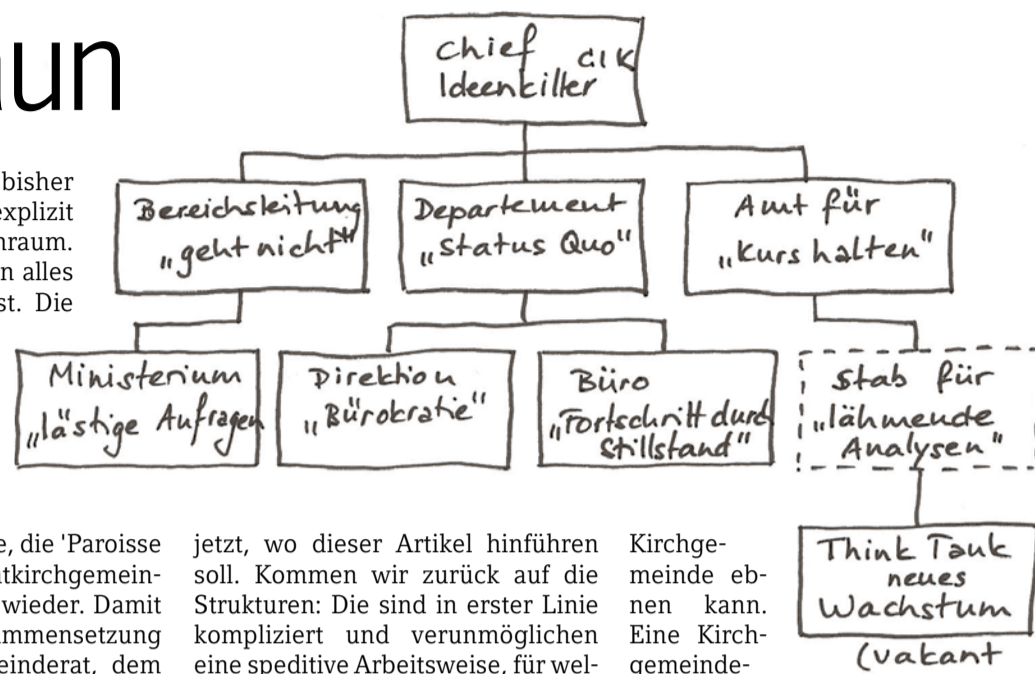 aun
bisher
explizit
nraum.
n alles
st. Die
Chief CIK
Ideenkiller
Bereichsleitung
„geht nicht"
Departement
„Status Quo"
Amt für
„Kurs halten"
Ministerium
„lästige Anfragen
Direktion
„Bürokratie"
Büro
„Fortschritt durch
Stillstand"
Stab für
„lähmende
Analysen"
Think Tank
neues
Wachstum
(vakant
e, die 'Paroisse
tkirchgemein-
wieder. Damit
mmensetzung
einderat, dem
jetzt, wo dieser Artikel hinführen
soll. Kommen wir zurück auf die
Strukturen: Die sind in erster Linie
kompliziert und verunmöglichen
eine speditive Arbeitsweise, für wel-
Kirchge-
meinde eb-
nen kann.
Eine Kirch-
gemeinde-